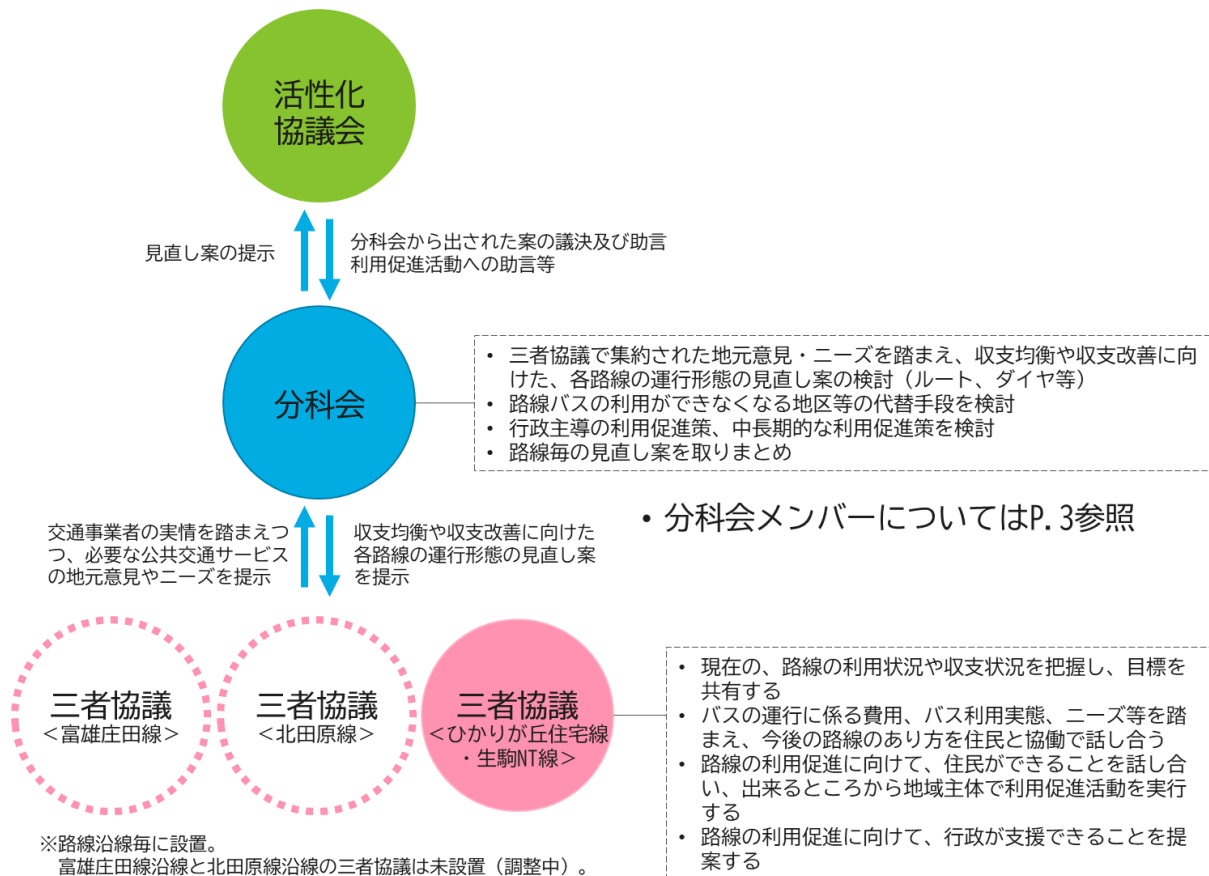 活性化
協議会
見直し案の提示
分科会から出された案の議決及び助言
利用促進活動への助言等
分科会
• 三者協議で集約された地元意見・ニーズを踏まえ、収支均衡や収支改善に向
けた、各路線の運行形態の見直し案の検討（ルート、ダイヤ等）
• 路線バスの利用ができなくなる地区等の代替手段を検討
• 行政主導の利用促進策、中長期的な利用促進策を検討
• 路線毎の見直し案を取りまとめ
• 分科会メンバーについてはP.3参照
交通事業者の実情を踏まえつ
つ、必要な公共交通サービス
の地元意見やニーズを提示
収支均衡や収支改善に向けた
各路線の運行形態の見直し案
を提示
三者協議
＜富雄庄田線＞
三者協議
＜北田原線＞
三者協議
＜ひかりが丘住宅線
・生駒NT線＞
• 現在の、路線の利用状況や収支状況を把握し、目標を
共有する
• バスの運行に係る費用、バス利用実態、ニーズ等を踏
まえ、今後の路線のあり方を住民と協働で話し合う
• 路線の利用促進に向けて、住民ができることを話し合
い、出来るところから地域主体で利用促進活動を実行
する
• 路線の利用促進に向けて、行政が支援できることを提
案する
※路線沿線毎に設置。
富雄庄田線沿線と北田原線沿線の三者協議は未設置（調整中）。